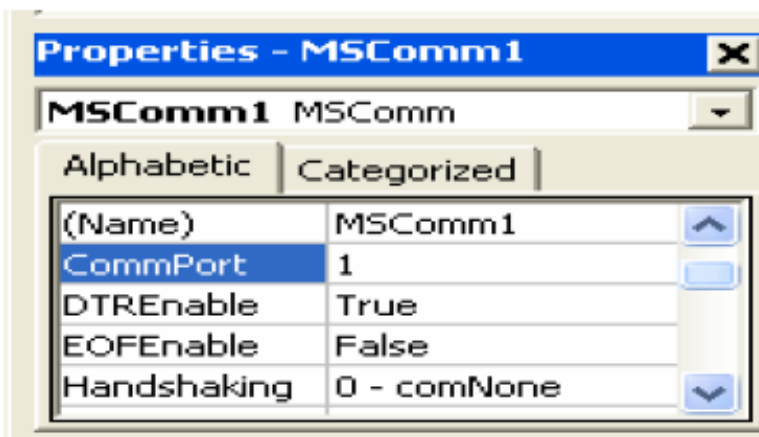 Properties - MSComm1
MSComm1 MSComm
Alphabetic Categorized
(Name) MSComm1
CommPort 1
DTREnable True
EOFEnable False
Handshaking 0 - comNone